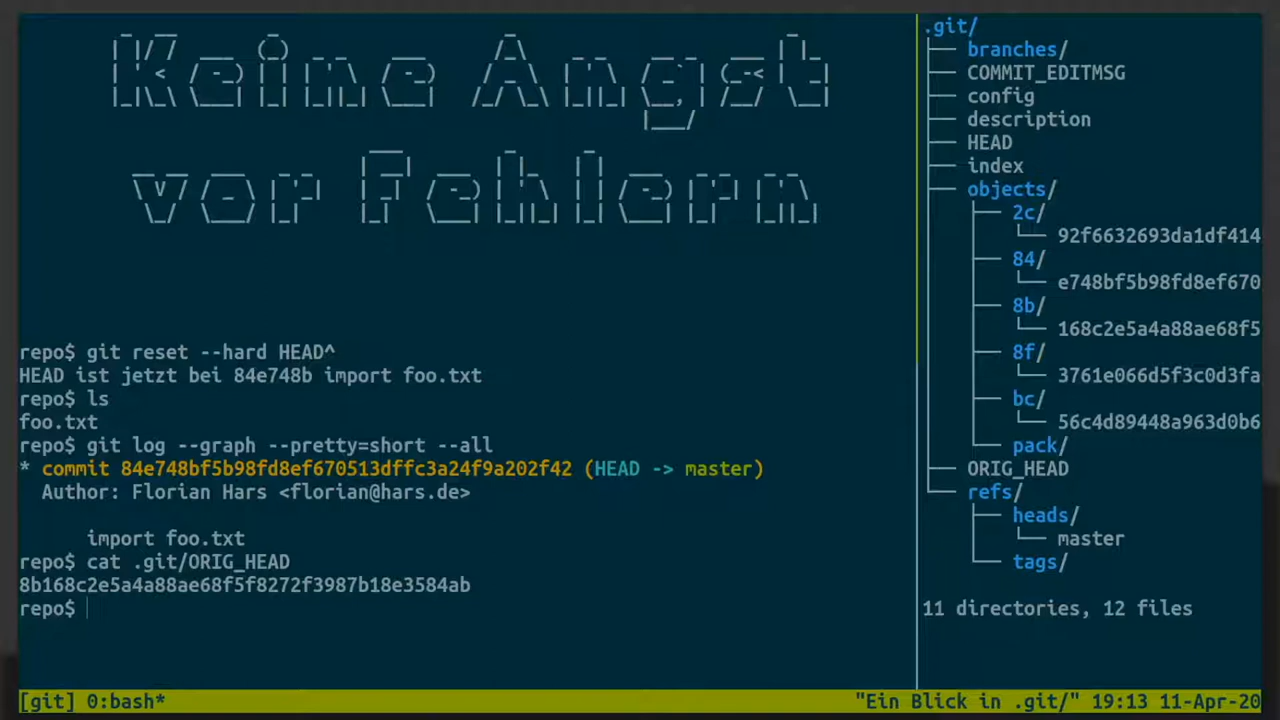 Keine Angst
vor Fehlern
repo$ git reset --hard HEAD^
HEAD ist jetzt bei 84e748b import foo.txt
repo$ ls
foo.txt
repo$ git log --graph --pretty=short --all
* commit 84e748bf5b98fd8ef670513dffc3a24f9a202f42 (HEAD -> master)
Author: Florian Hars <florian@hars.de>
import foo.txt
repo$ cat .git/ORIG_HEAD
8b168c2e5a4a88ae68f5f8272f3987b18e3584ab
repo$
.git/
├── branches/
├── COMMIT_EDITMSG
├── config
├── description
├── HEAD
├── index
├── objects/
│   ├── 2c/
│   │   └── 92f6632693da1df414
│   ├── 84/
│   │   └── e748bf5b98fd8ef670
│   ├── 8b/
│   │   └── 168c2e5a4a88ae68f5
│   ├── 8f/
│   │   └── 3761e066d5f3c0d3fa
│   ├── bc/
│   │   └── 56c4d89448a963d0b6
│   └── pack/
├── ORIG_HEAD
└── refs/
    ├── heads/
    │   └── master
    └── tags/
11 directories, 12 files
[git] 0:bash* "Ein Blick in .git/" 19:13 11-Apr-20